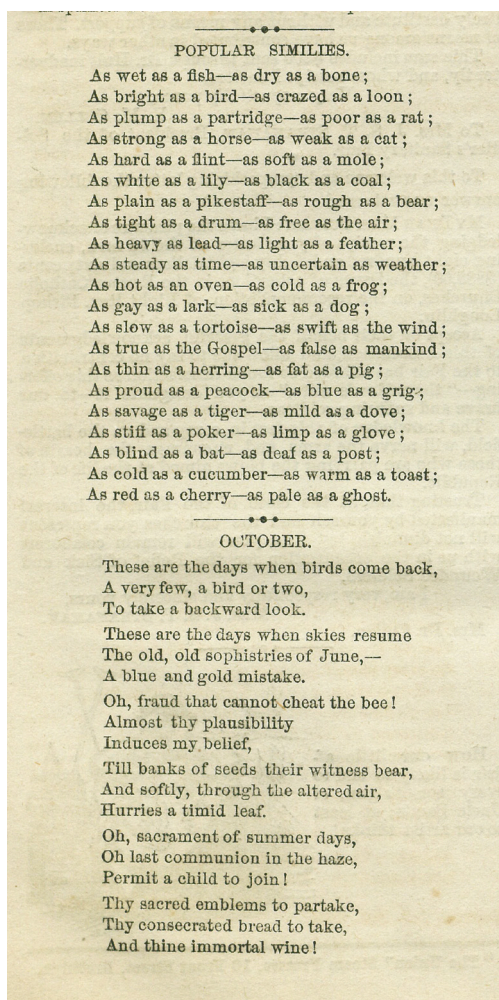 POPULAR SIMILIES.
As wet as a fish—as dry as a bone;
As bright as a bird—as crazed as a loon;
As plump as a partridge—as poor as a rat;
As strong as a horse—as weak as a cat;
As hard as a flint—as soft as a mole;
As white as a lily—as black as a coal;
As plain as a pikestaff—as rough as a bear;
As tight as a drum—as free as the air;
As heavy as lead—as light as a feather;
As steady as time—as uncertain as weather;
As hot as an oven—as cold as a frog;
As gay as a lark—as sick as a dog;
As slow as a tortoise—as swift as the wind;
As true as the Gospel—as false as mankind;
As thin as a herring—as fat as a pig;
As proud as a peacock—as blue as a grig;
As savage as a tiger—as mild as a dove;
As stiff as a poker—as limp as a glove;
As blind as a bat—as deaf as a post;
As cold as a cucumber—as warm as a toast;
As red as a cherry—as pale as a ghost.
OCTOBER.
These are the days when birds come back,
A very few, a bird or two,
To take a backward look.
These are the days when skies resume
The old, old sophistries of June,—
A blue and gold mistake.
Oh, fraud that cannot cheat the bee!
Almost thy plausibility
Induces my belief,
Till banks of seeds their witness bear,
And softly, through the altered air,
Hurries a timid leaf.
Oh, sacrament of summer days,
Oh last communion in the haze,
Permit a child to join!
Thy sacred emblems to partake,
Thy consecrated bread to take,
And thine immortal wine!